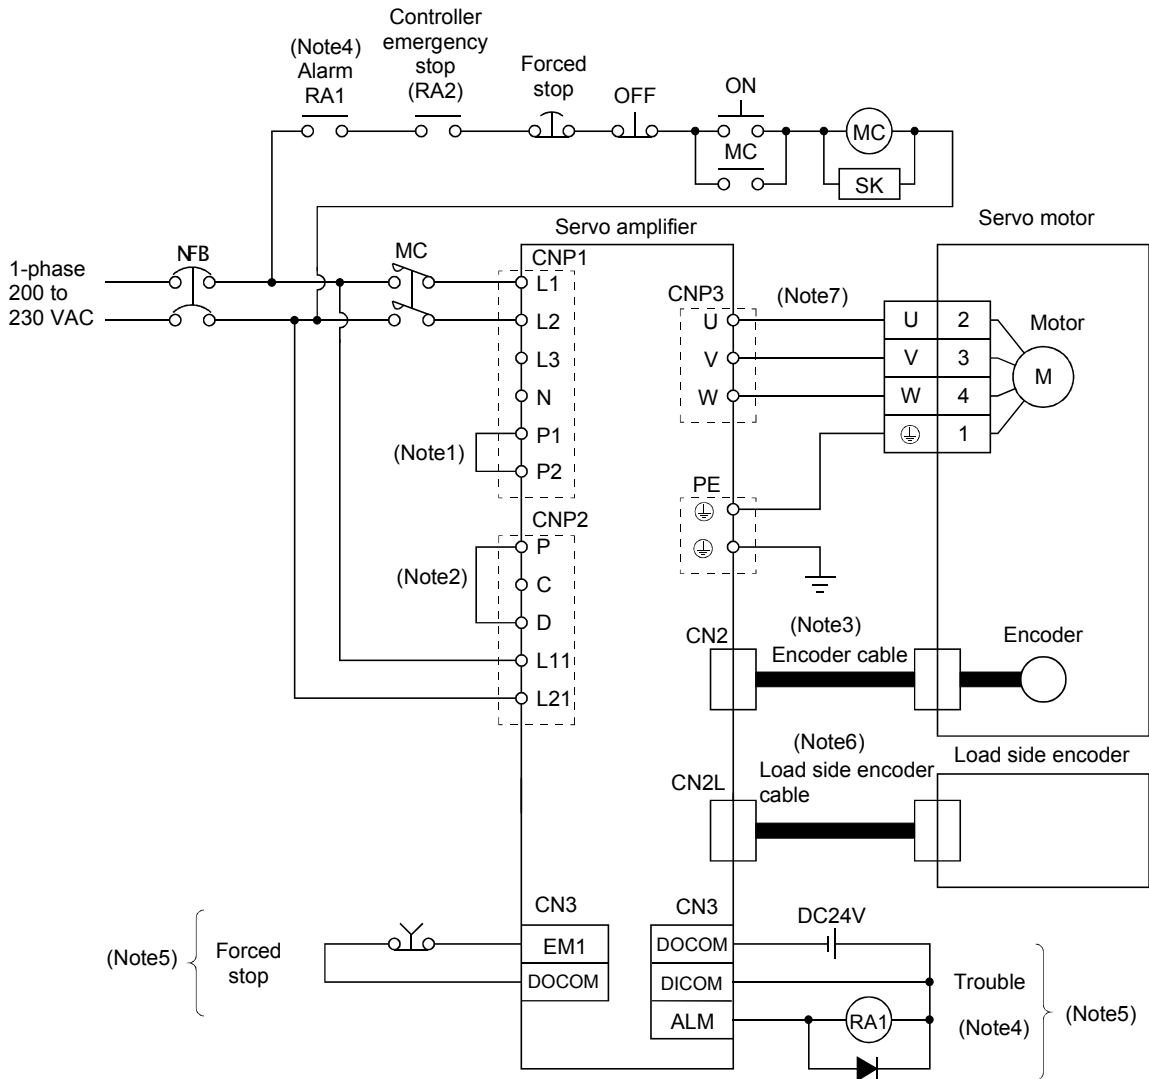 Controller
emergency
stop
(RA2)
(Note4)
Alarm
RA1
Forced
stop
OFF
ON
MC
MC
SK
Servo amplifier
Servo motor
1-phase
200 to
230 VAC
NFB
MC
CNP1
L1
L2
L3
N
P1
P2
(Note1)
CNP2
P
C
D
L11
L21
(Note2)
CNP3
U
V
W
(Note7)
U 2
V 3
W 4
1
Motor
M
PE
CN2
(Note3)
Encoder cable
Encoder
CN2L
(Note6)
Load side encoder
cable
Load side encoder
(Note5)
Forced
stop
CN3
EM1
DOCOM
CN3
DOCOM
DICOM
ALM
DC24V
RA1
Trouble
(Note4)
(Note5)